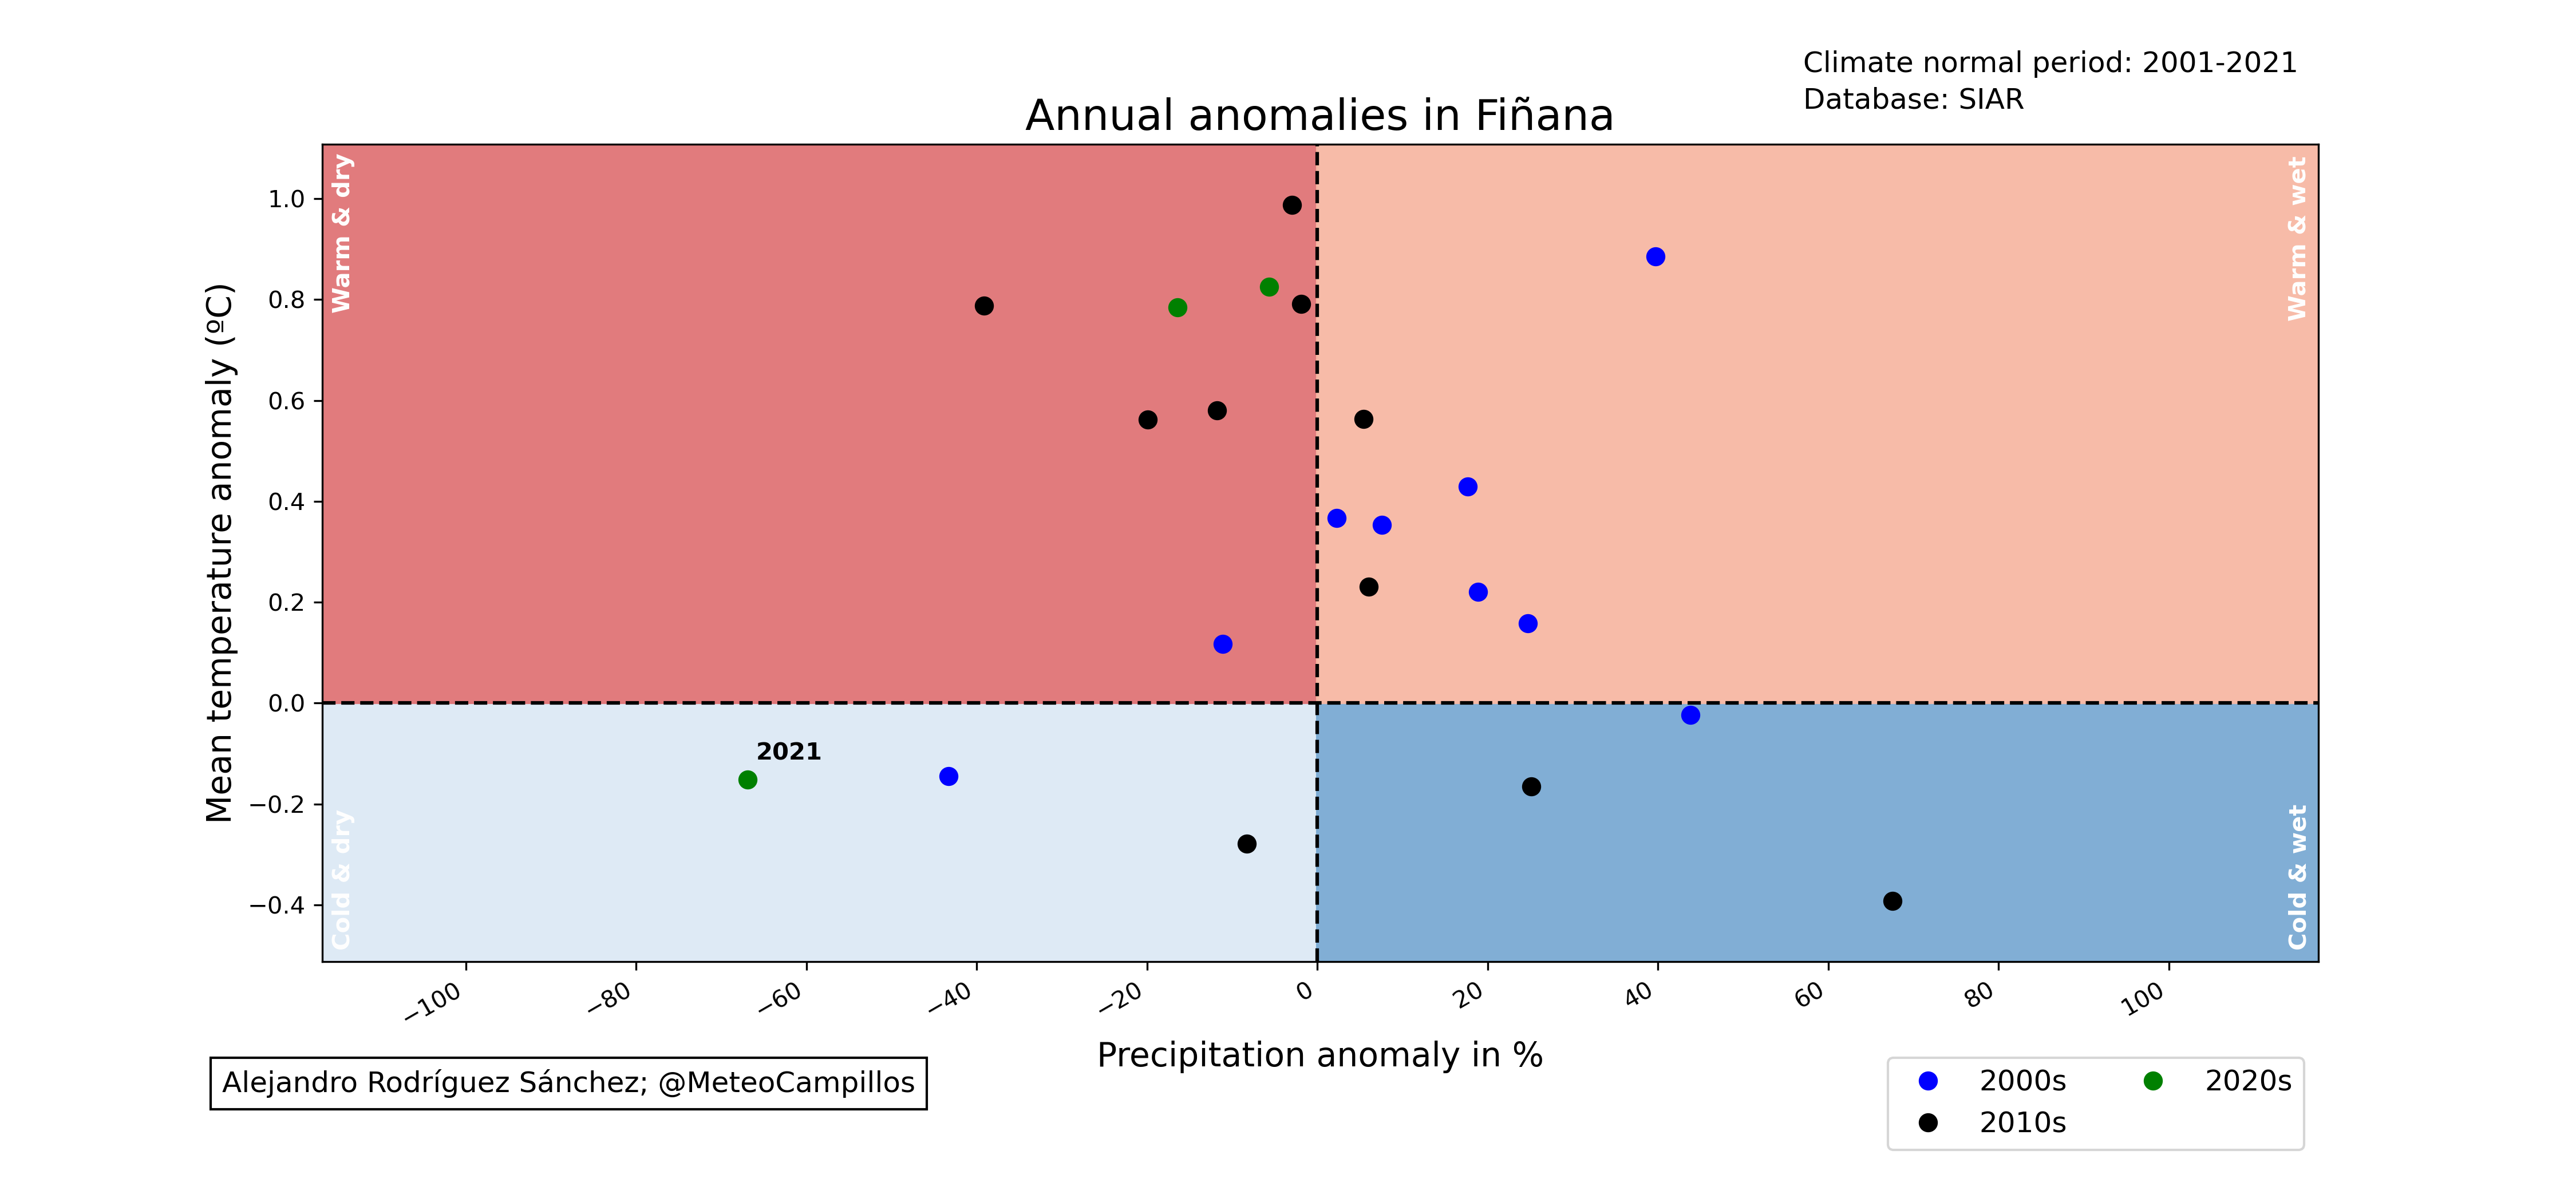 Climate normal period: 2001-2021
Database: SIAR
Annual anomalies in Fiñana
Mean temperature anomaly (ºC)
1.0
0.8
0.6
0.4
0.2
0.0
−0.2
−0.4
Warm & dry
Warm & wet
2021
Cold & dry
Cold & wet
−100
−80
−60
−40
−20
0
20
40
60
80
100
Precipitation anomaly in %
Alejandro Rodríguez Sánchez; @MeteoCampillos
2000s
2010s
2020s